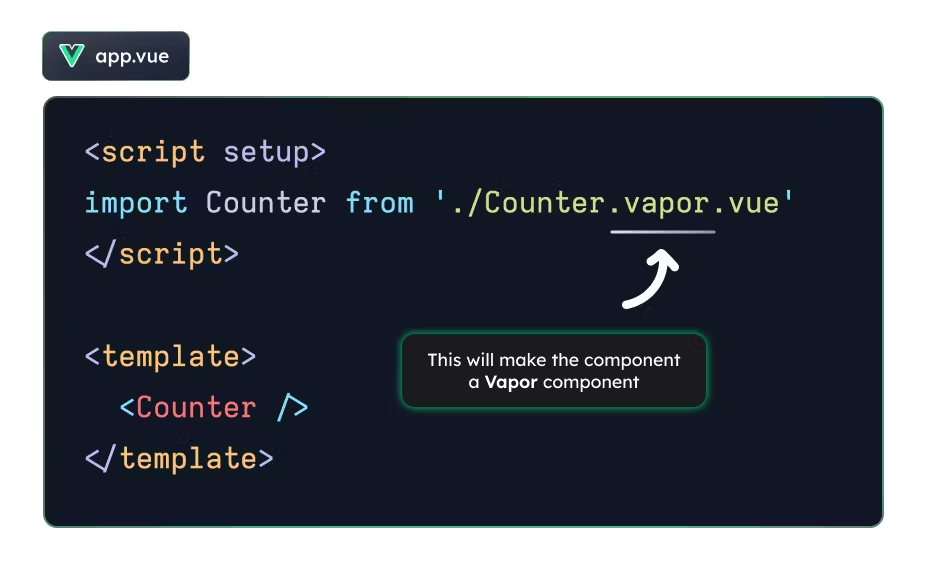 app.vue
<script setup>
import Counter from './Counter.vapor.vue'
</script>
<template>
  <Counter />
</template>
This will make the component
a Vapor component